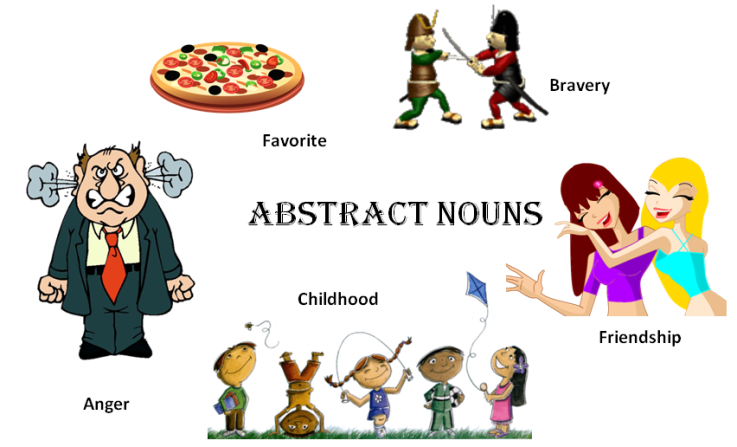 Bravery
Favorite
ABSTRACT NOUNS
Childhood
Friendship
Anger